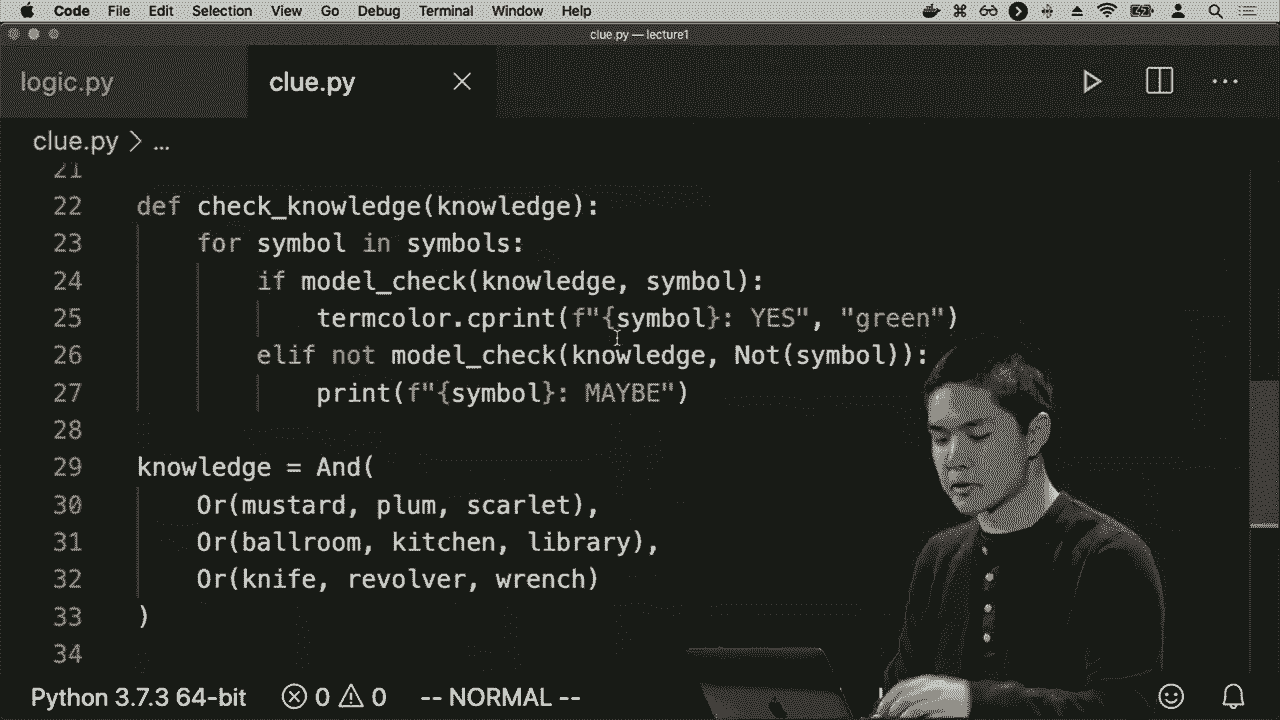 Code File Edit Selection View Go Debug Terminal Window Help
clue.py — lecture1
logic.py clue.py
clue.py > ...
21
22 def check_knowledge(knowledge):
23 for symbol in symbols:
24 if model_check(knowledge, symbol):
25 termcolor.cprint(f"{symbol}: YES", "green")
26 elif not model_check(knowledge, Not(symbol)):
27 print(f"{symbol}: MAYBE")
28
29 knowledge = And(
30 Or(mustard, plum, scarlet),
31 Or(ballroom, kitchen, library),
32 Or(knife, revolver, wrench)
33 )
34
Python 3.7.3 64-bit 0 0 -- NORMAL --